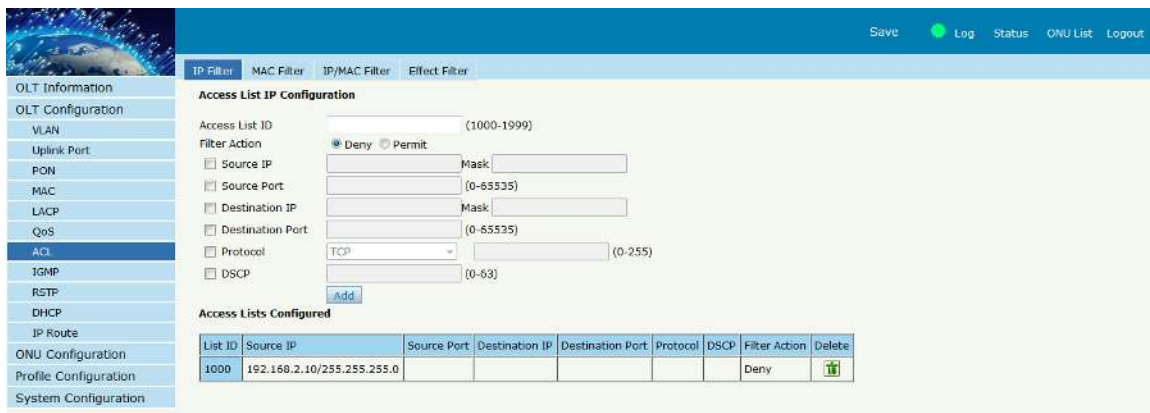 Save Log Status ONU List Logout
IP Filter MAC Filter IP/MAC Filter Effect Filter
OLT Information
OLT Configuration
VLAN
Uplink Port
PON
MAC
LACP
QoS
ACL
IGMP
RSTP
DHCP
IP Route
ONU Configuration
Profile Configuration
System Configuration
Access List IP Configuration
Access List ID (1000-1999)
Filter Action Deny Permit
Source IP Mask
Source Port (0-65535)
Destination IP Mask
Destination Port (0-65535)
Protocol TCP (0-255)
DSCP (0-63)
Add
Access Lists Configured
List ID Source IP Source Port Destination IP Destination Port Protocol DSCP Filter Action Delete
1000 192.168.2.10/255.255.255.0 Deny